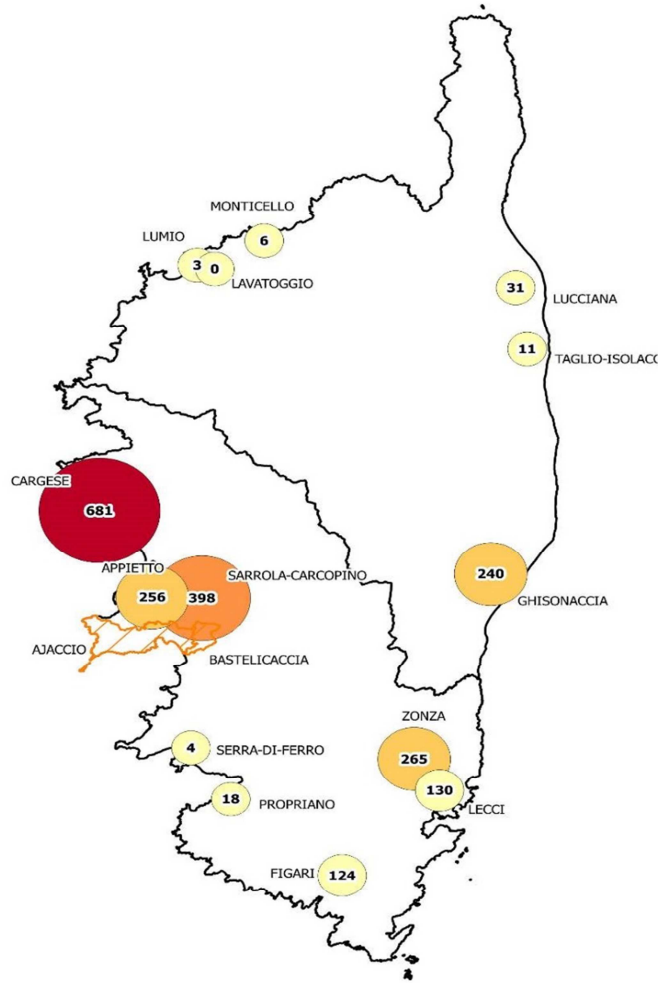 MONTICELLO
6
LUMIO
3
0
LAVATOGGIO
31
LUCCIANA
11
TAGLIO-ISOLACC
CARGESE
681
APPIETTO
SARROLA-CARCOPINO
256
398
240
GHISONACCIA
AJACCIO
BASTELICACCIA
ZONZA
4
SERRA-DI-FERRO
265
130
18
PROPRIANO
LECCI
FIGARI
124